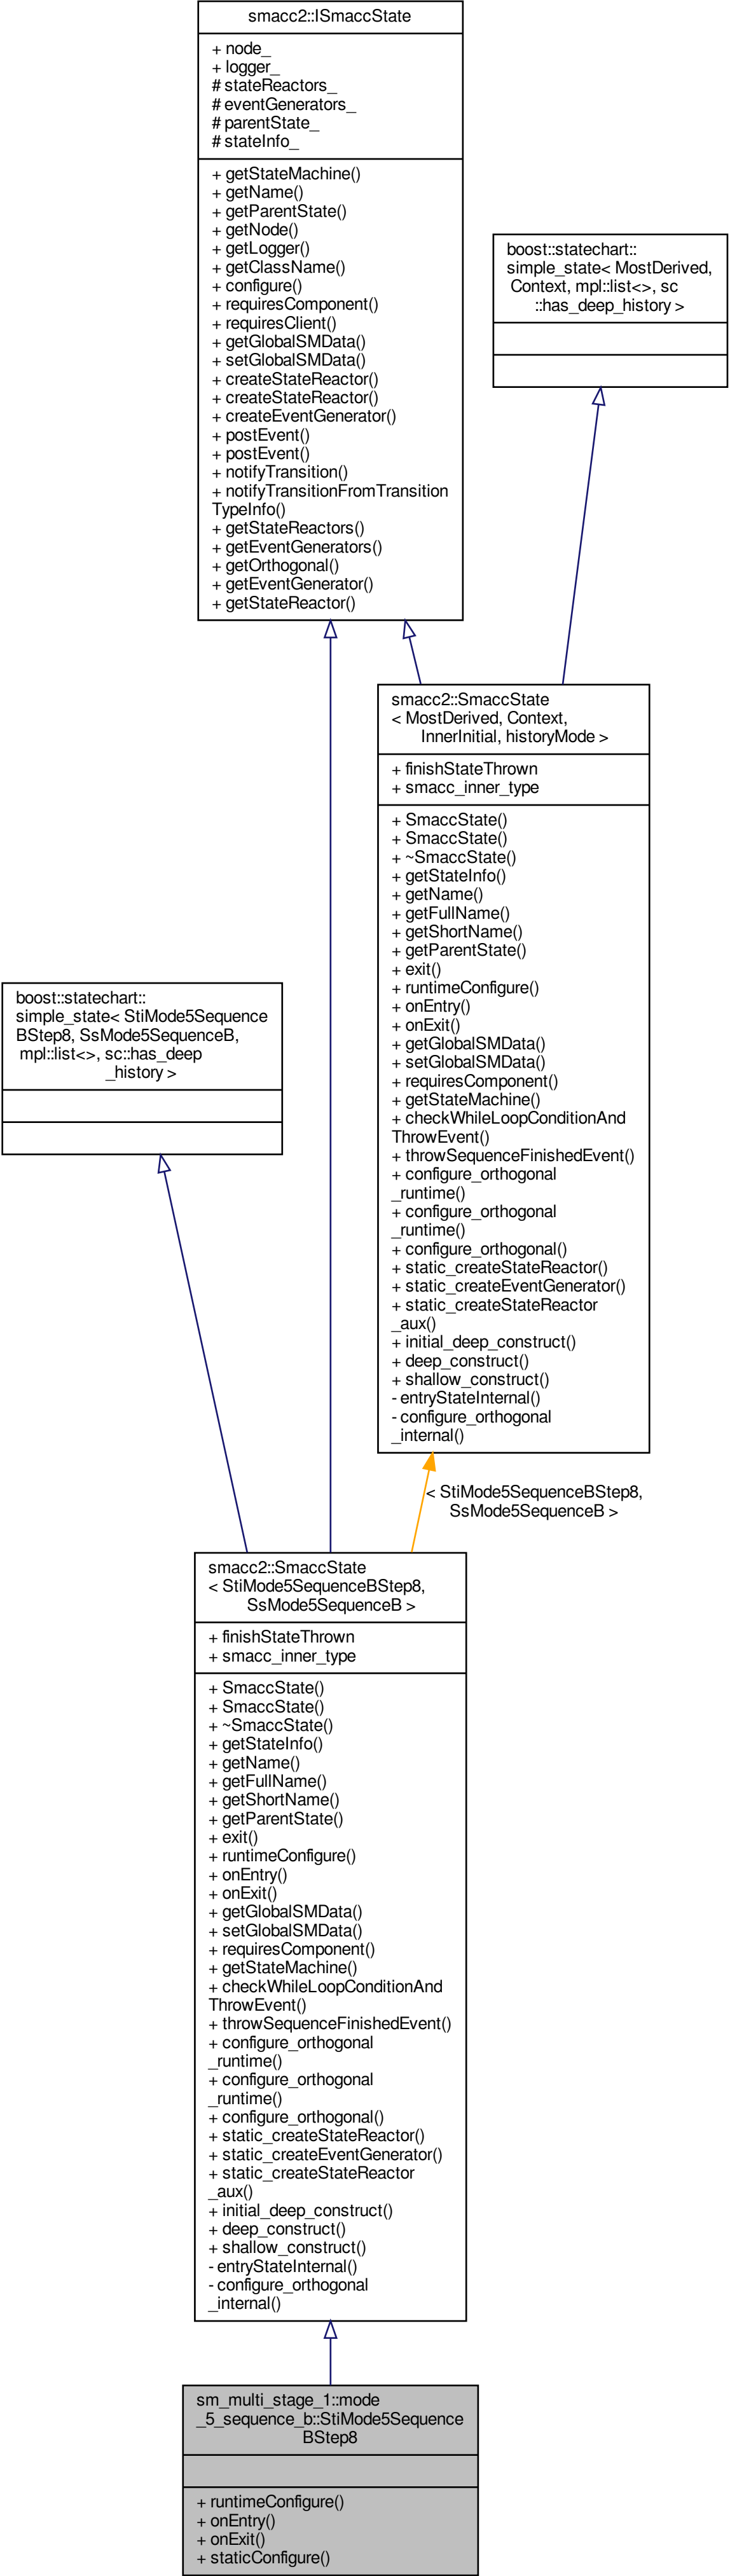 smacc2::ISmaccState
+ node_
+ logger_
# stateReactors_
# eventGenerators_
# parentState_
# stateInfo_
+ getStateMachine()
+ getName()
+ getParentState()
+ getNode()
+ getLogger()
+ getClassName()
+ configure()
+ requiresComponent()
+ requiresClient()
+ getGlobalSMData()
+ setGlobalSMData()
+ createStateReactor()
+ createStateReactor()
+ createEventGenerator()
+ postEvent()
+ postEvent()
+ notifyTransition()
+ notifyTransitionFromTransition
TypeInfo()
+ getStateReactors()
+ getEventGenerators()
+ getOrthogonal()
+ getEventGenerator()
+ getStateReactor()
boost::statechart::
simple_state< MostDerived,
Context, mpl::list<>, sc
::has_deep_history >
smacc2::SmaccState
< MostDerived, Context,
InnerInitial, historyMode >
+ finishStateThrown
+ smacc_inner_type
+ SmaccState()
+ SmaccState()
+ ~SmaccState()
+ getStateInfo()
+ getName()
+ getFullName()
+ getShortName()
+ getParentState()
+ exit()
+ runtimeConfigure()
+ onEntry()
+ onExit()
+ getGlobalSMData()
+ setGlobalSMData()
+ requiresComponent()
+ getStateMachine()
+ checkWhileLoopConditionAnd
ThrowEvent()
+ throwSequenceFinishedEvent()
+ configure_orthogonal
_runtime()
+ configure_orthogonal
_runtime()
+ configure_orthogonal()
+ static_createStateReactor()
+ static_createEventGenerator()
+ static_createStateReactor
_aux()
+ initial_deep_construct()
+ deep_construct()
+ shallow_construct()
- entryStateInternal()
- configure_orthogonal
_internal()
boost::statechart::
simple_state< StiMode5Sequence
BStep8, SsMode5SequenceB,
mpl::list<>, sc::has_deep
_history >
< StiMode5SequenceBStep8,
SsMode5SequenceB >
smacc2::SmaccState
< StiMode5SequenceBStep8,
SsMode5SequenceB >
+ finishStateThrown
+ smacc_inner_type
+ SmaccState()
+ SmaccState()
+ ~SmaccState()
+ getStateInfo()
+ getName()
+ getFullName()
+ getShortName()
+ getParentState()
+ exit()
+ runtimeConfigure()
+ onEntry()
+ onExit()
+ getGlobalSMData()
+ setGlobalSMData()
+ requiresComponent()
+ getStateMachine()
+ checkWhileLoopConditionAnd
ThrowEvent()
+ throwSequenceFinishedEvent()
+ configure_orthogonal
_runtime()
+ configure_orthogonal
_runtime()
+ configure_orthogonal()
+ static_createStateReactor()
+ static_createEventGenerator()
+ static_createStateReactor
_aux()
+ initial_deep_construct()
+ deep_construct()
+ shallow_construct()
- entryStateInternal()
- configure_orthogonal
_internal()
sm_multi_stage_1::mode
_5_sequence_b::StiMode5Sequence
BStep8
+ runtimeConfigure()
+ onEntry()
+ onExit()
+ staticConfigure()